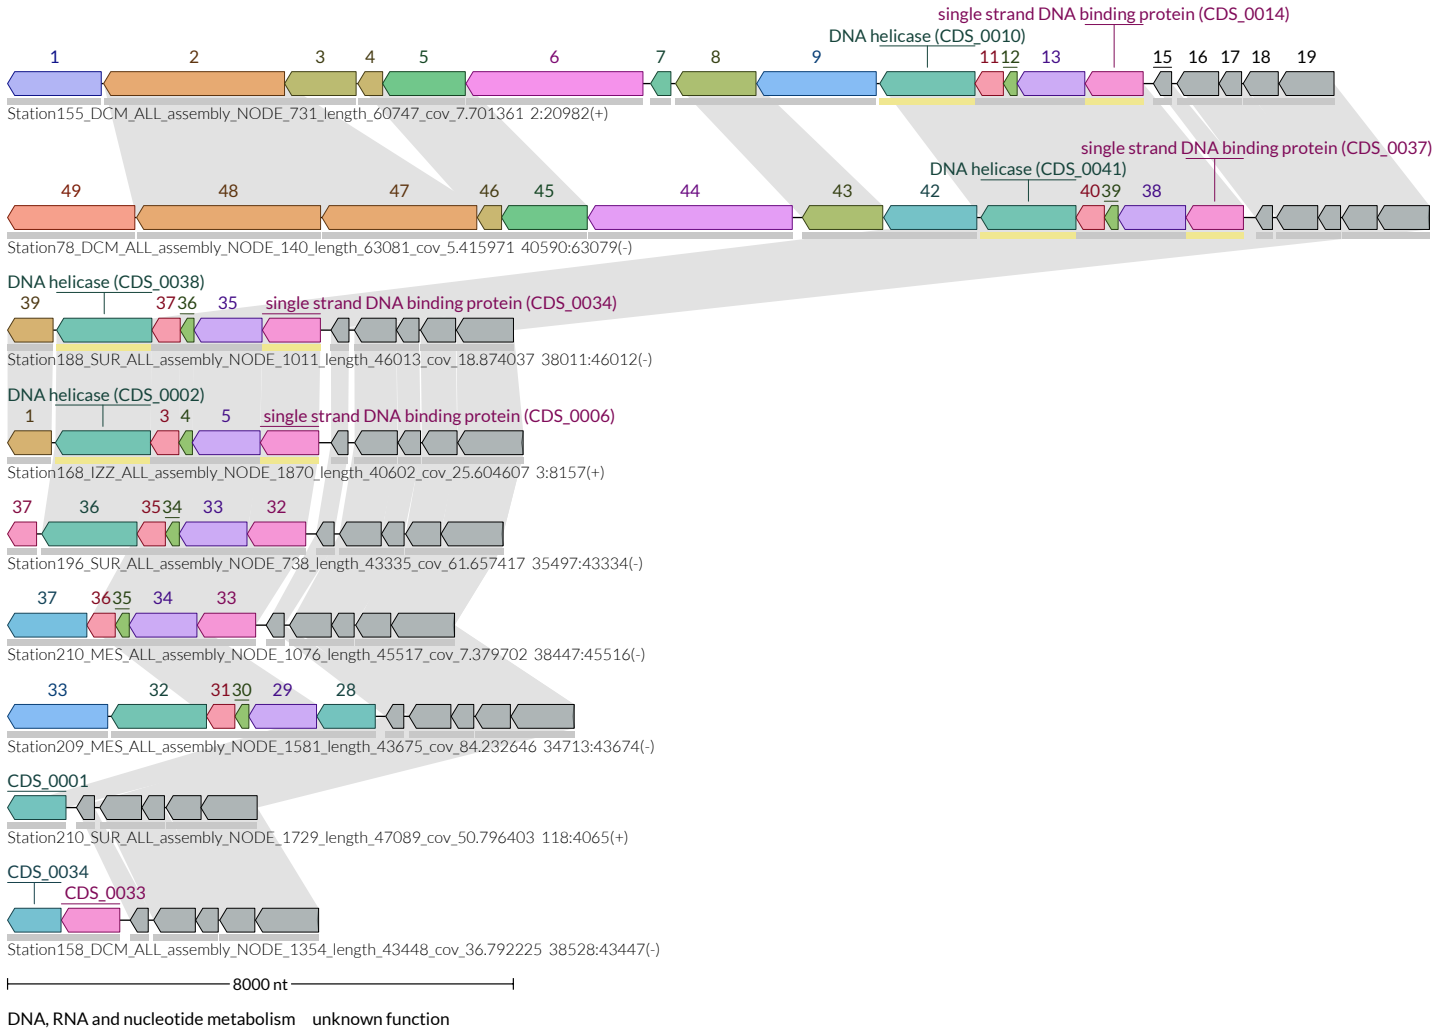 single strand DNA binding protein (CDS_0014)
DNA helicase (CDS_0010)
1 2 3 4 5 6 7 8 9 11 12 13 15 16 17 18 19
Station155_DCM_ALL_assembly_NODE_731_length_60747_cov_7.701361 2:20982(+)
single strand DNA binding protein (CDS_0037)
DNA helicase (CDS_0041)
49 48 47 46 45 44 43 42 40 39 38
Station78_DCM_ALL_assembly_NODE_140_length_63081_cov_5.415971 40590:63079(-)
DNA helicase (CDS_0038)
39 37 36 35 single strand DNA binding protein (CDS_0034)
Station188_SUR_ALL_assembly_NODE_1011_length_46013_cov_18.874037 38011:46012(-)
DNA helicase (CDS_0002)
1 3 4 5 single strand DNA binding protein (CDS_0006)
Station168_IZZ_ALL_assembly_NODE_1870_length_40602_cov_25.604607 3:8157(+)
37 36 35 34 33 32
Station196_SUR_ALL_assembly_NODE_738_length_43335_cov_61.657417 35497:43334(-)
37 36 35 34 33
Station210_MES_ALL_assembly_NODE_1076_length_45517_cov_7.379702 38447:45516(-)
33 32 31 30 29 28
Station209_MES_ALL_assembly_NODE_1581_length_43675_cov_84.232646 34713:43674(-)
CDS_0001
Station210_SUR_ALL_assembly_NODE_1729_length_47089_cov_50.796403 118:4065(+)
CDS_0034
CDS_0033
Station158_DCM_ALL_assembly_NODE_1354_length_43448_cov_36.792225 38528:43447(-)
8000 nt
DNA, RNA and nucleotide metabolism unknown function